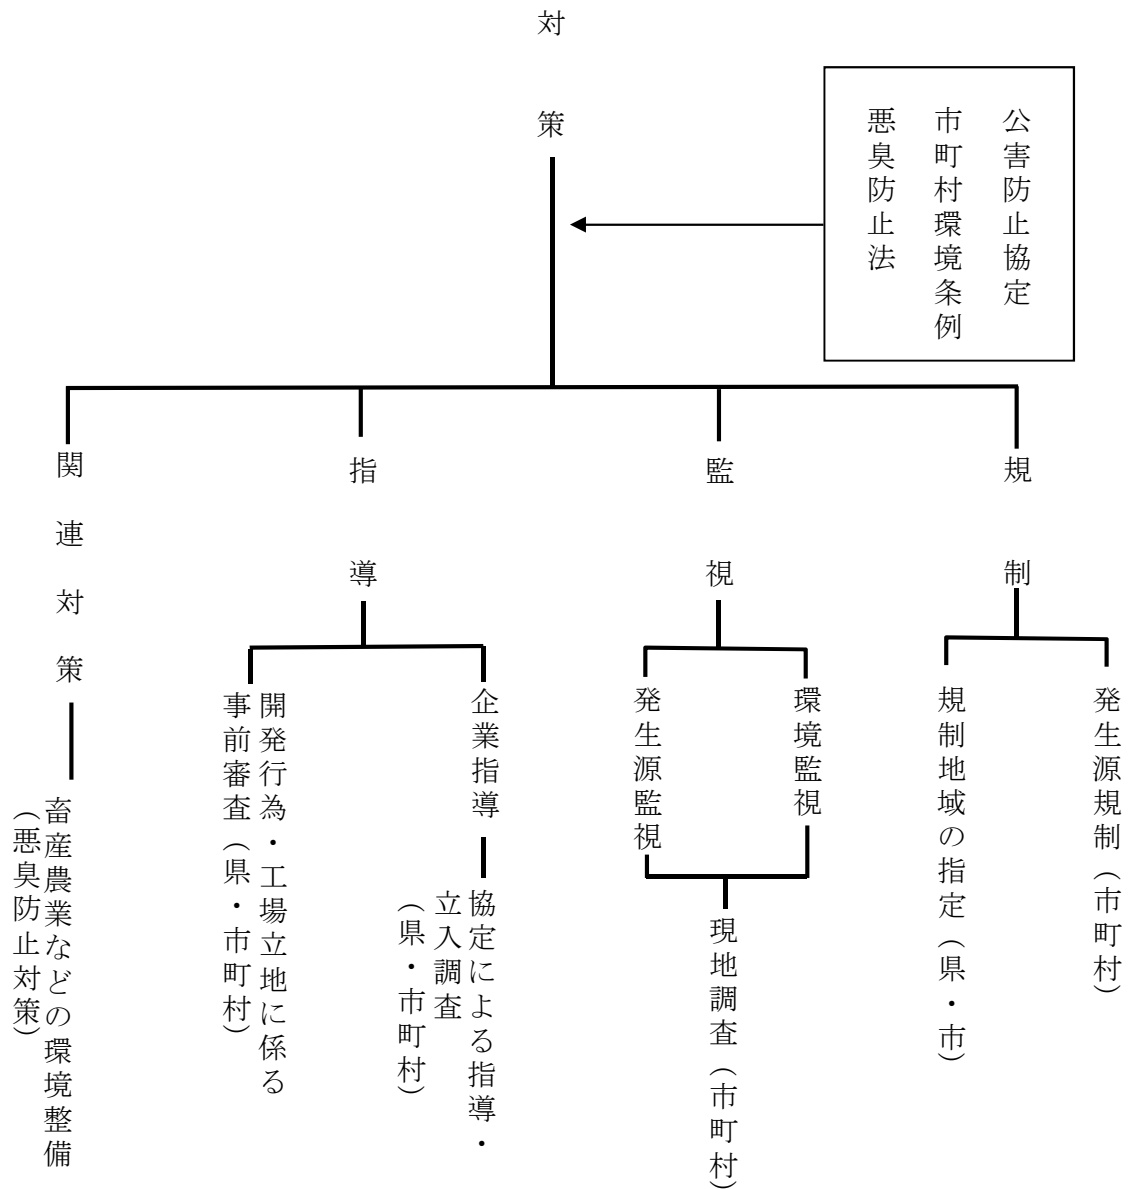 対策
公害防止協定
市町村環境条例
悪臭防止法
規制
監視
指導
関連対策
発生源規制（市町村）
規制地域の指定（県・市）
環境監視
発生源監視
現地調査（市町村）
企業指導
協定による指導・
立入調査
（県・市町村）
開発行為・工場立地に係る
事前審査（県・市町村）
畜産農業などの環境整備
（悪臭防止対策）